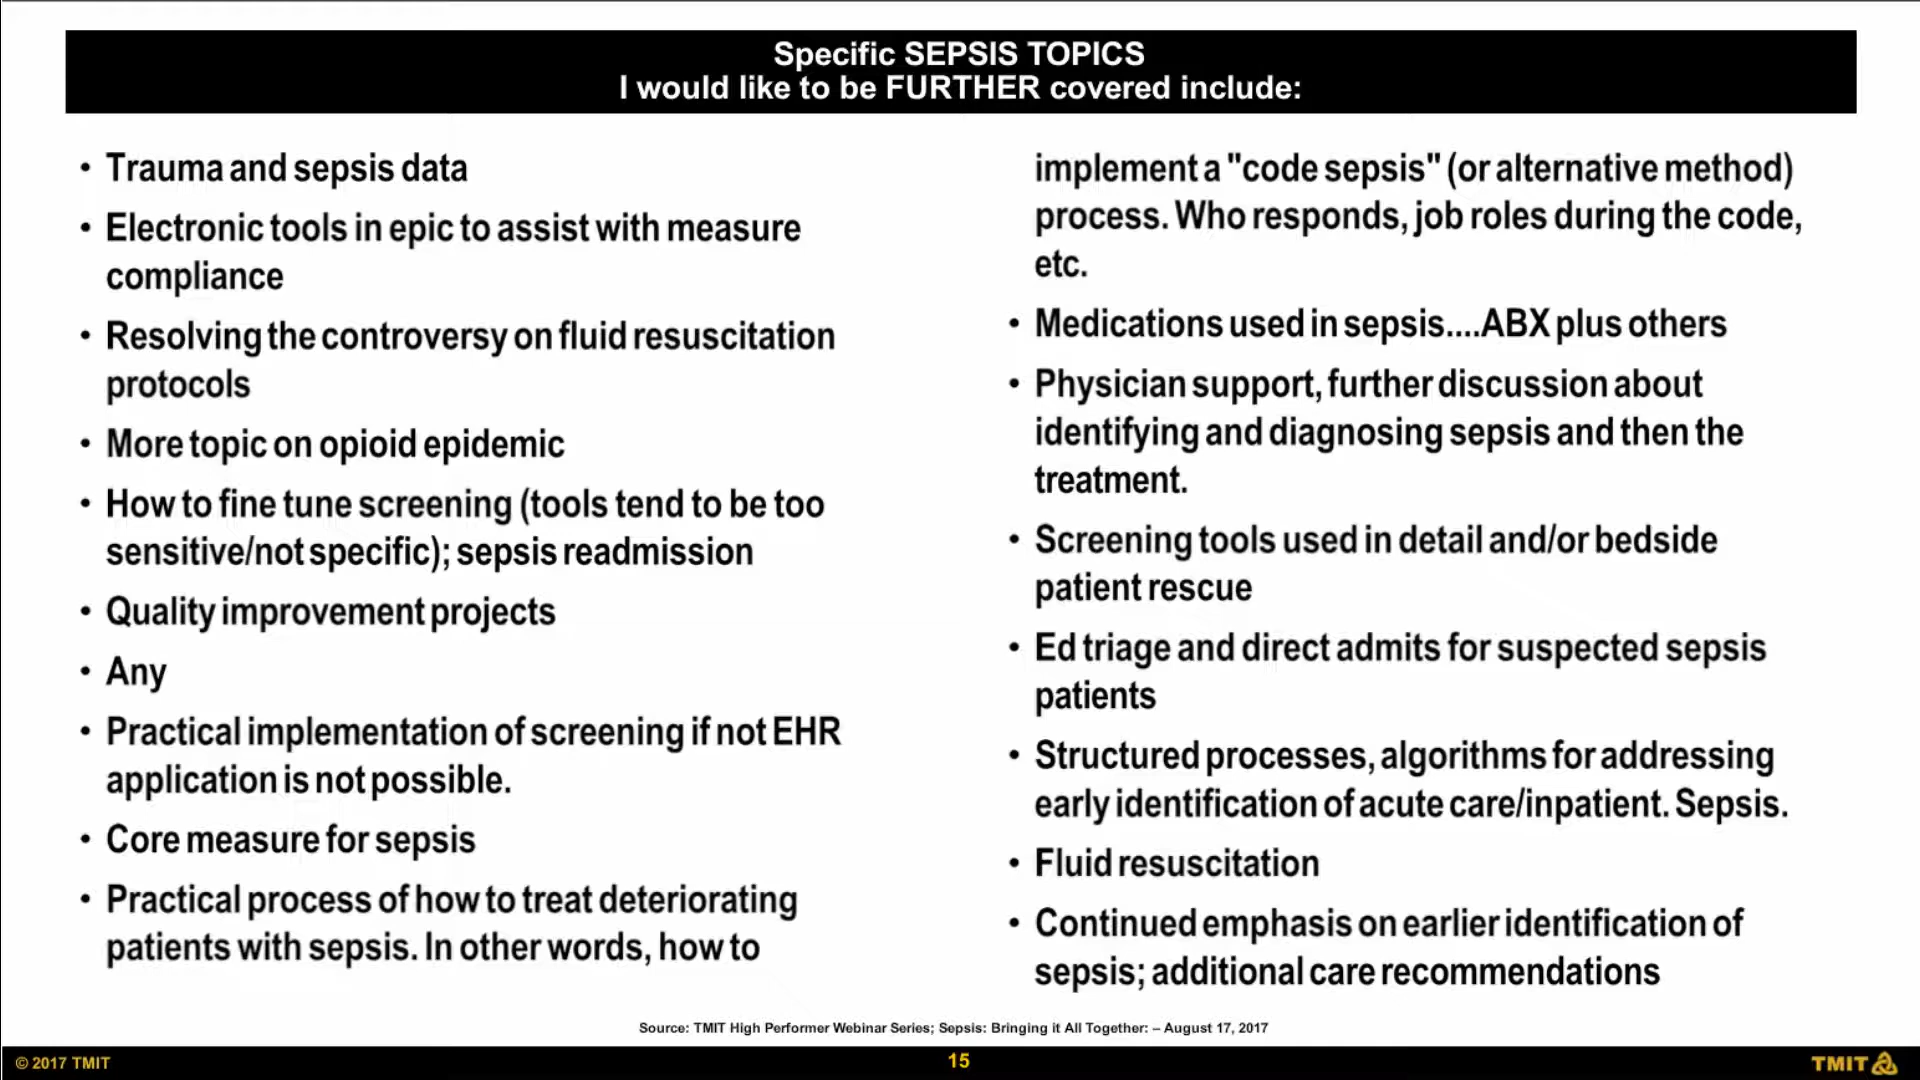 Specific SEPSIS TOPICS
I would like to be FURTHER covered include:
• Trauma and sepsis data
• Electronic tools in epic to assist with measure
compliance
• Resolving the controversy on fluid resuscitation
protocols
• More topic on opioid epidemic
• How to fine tune screening (tools tend to be too
sensitive/not specific); sepsis readmission
• Quality improvement projects
• Any
• Practical implementation of screening if not EHR
application is not possible.
• Core measure for sepsis
• Practical process of how to treat deteriorating
patients with sepsis. In other words, how to
implement a "code sepsis" (or alternative method)
process. Who responds, job roles during the code,
etc.
• Medications used in sepsis....ABX plus others
• Physician support, further discussion about
identifying and diagnosing sepsis and then the
treatment.
• Screening tools used in detail and/or bedside
patient rescue
• Ed triage and direct admits for suspected sepsis
patients
• Structured processes, algorithms for addressing
early identification of acute care/inpatient. Sepsis.
• Fluid resuscitation
• Continued emphasis on earlier identification of
sepsis; additional care recommendations
Source: TMIT High Performer Webinar Series; Sepsis: Bringing it All Together: – August 17, 2017
© 2017 TMIT
15
TMIT